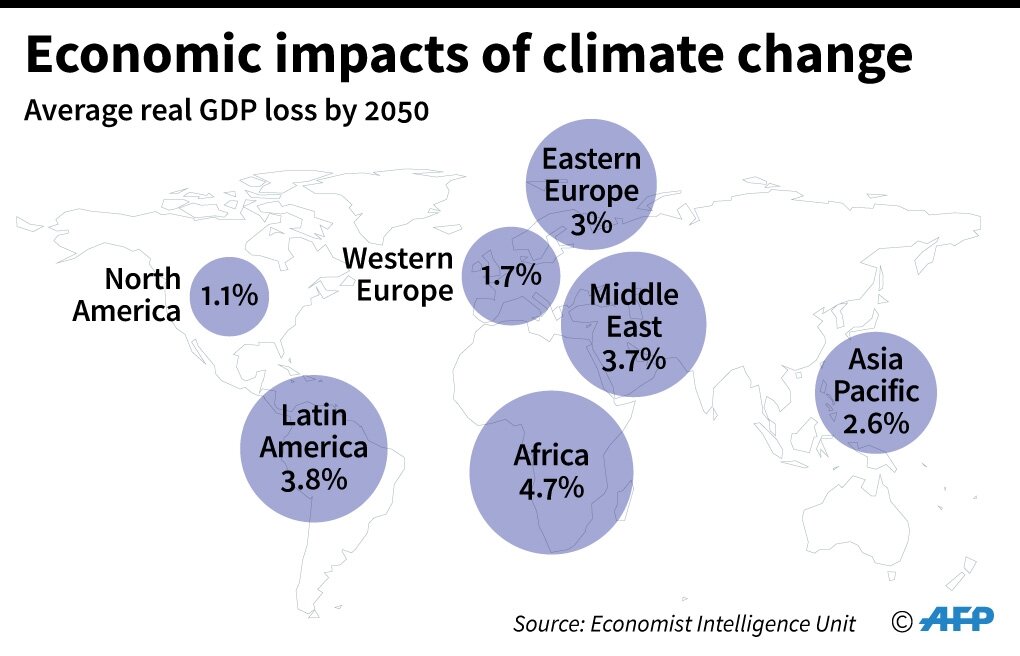 Economic impacts of climate change
Average real GDP loss by 2050
Eastern
Europe
3%
Western
Europe
1.7%
North
America
1.1%
Middle
East
3.7%
Asia
Pacific
2.6%
Latin
America
3.8%
Africa
4.7%
Source: Economist Intelligence Unit
© AFP